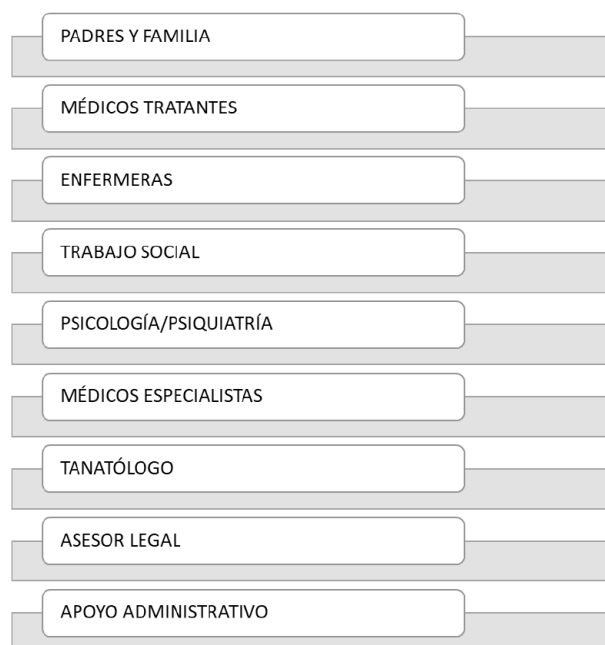 PADRES Y FAMILIA
MÉDICOS TRATANTES
ENFERMERAS
TRABAJO SOCIAL
PSICOLOGÍA/PSIQUIATRÍA
MÉDICOS ESPECIALISTAS
TANATÓLOGO
ASESOR LEGAL
APOYO ADMINISTRATIVO